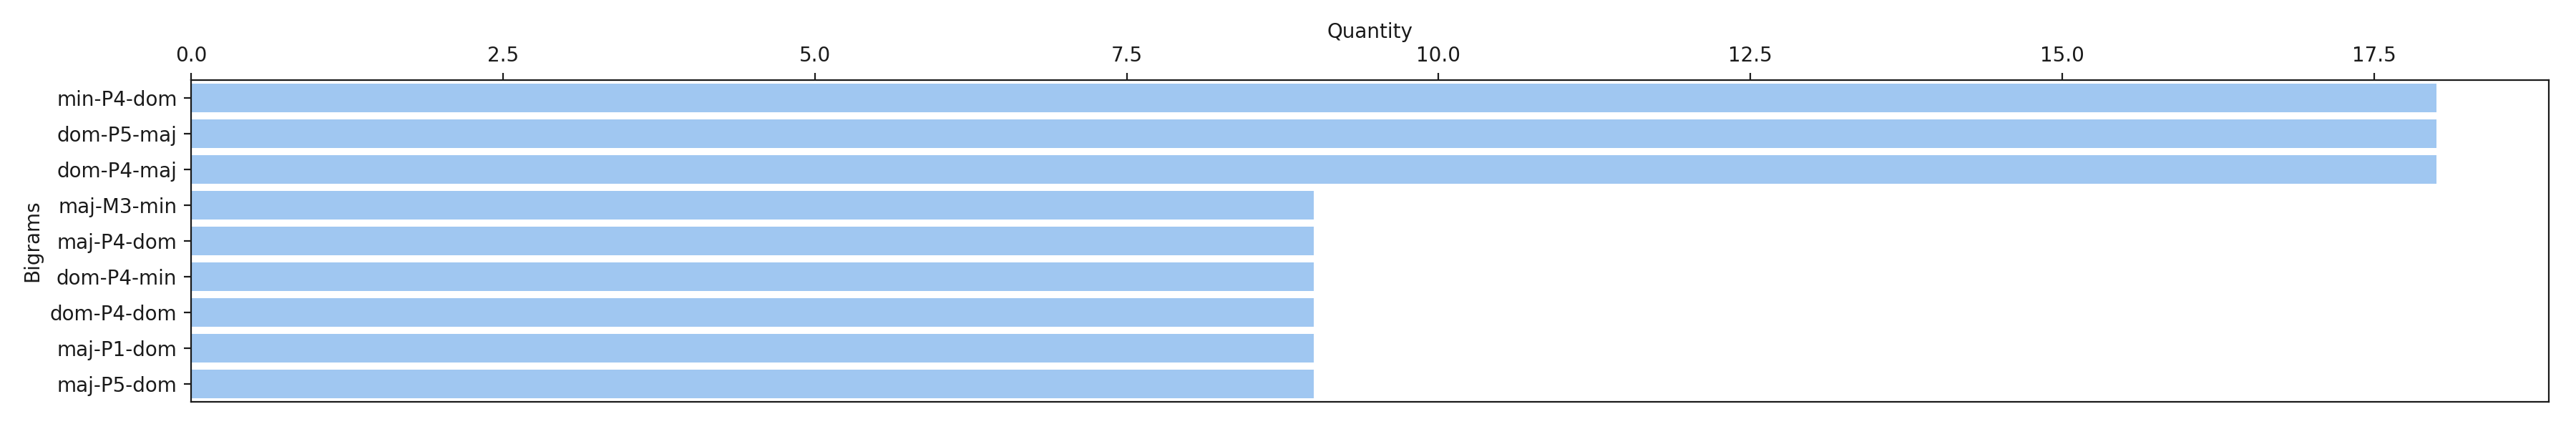 Quantity
0.0 2.5 5.0 7.5 10.0 12.5 15.0 17.5
Bigrams
min-P4-dom
dom-P5-maj
dom-P4-maj
maj-M3-min
maj-P4-dom
dom-P4-min
dom-P4-dom
maj-P1-dom
maj-P5-dom